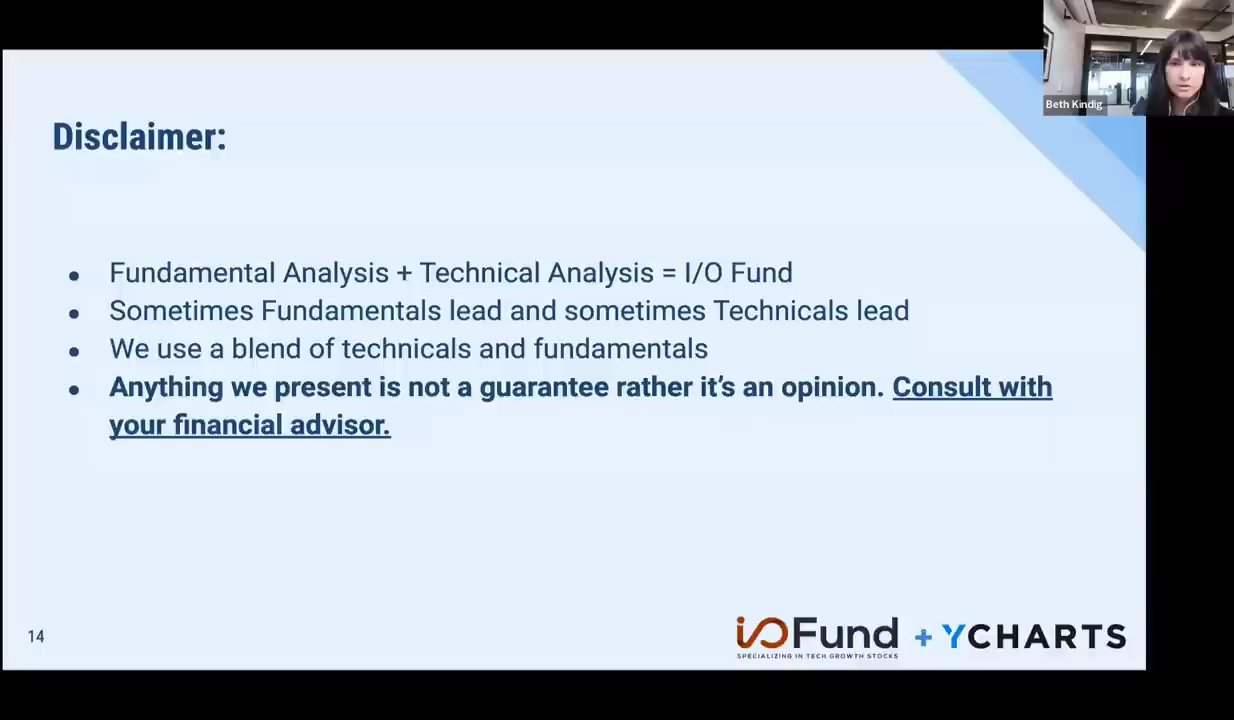 Beth Kindig
Disclaimer:
● Fundamental Analysis + Technical Analysis = I/O Fund
● Sometimes Fundamentals lead and sometimes Technicals lead
● We use a blend of technicals and fundamentals
● Anything we present is not a guarantee rather it’s an opinion. Consult with
your financial advisor.
14
iOFund + YCHARTS
SPECIALIZING IN TECH GROWTH STOCKS